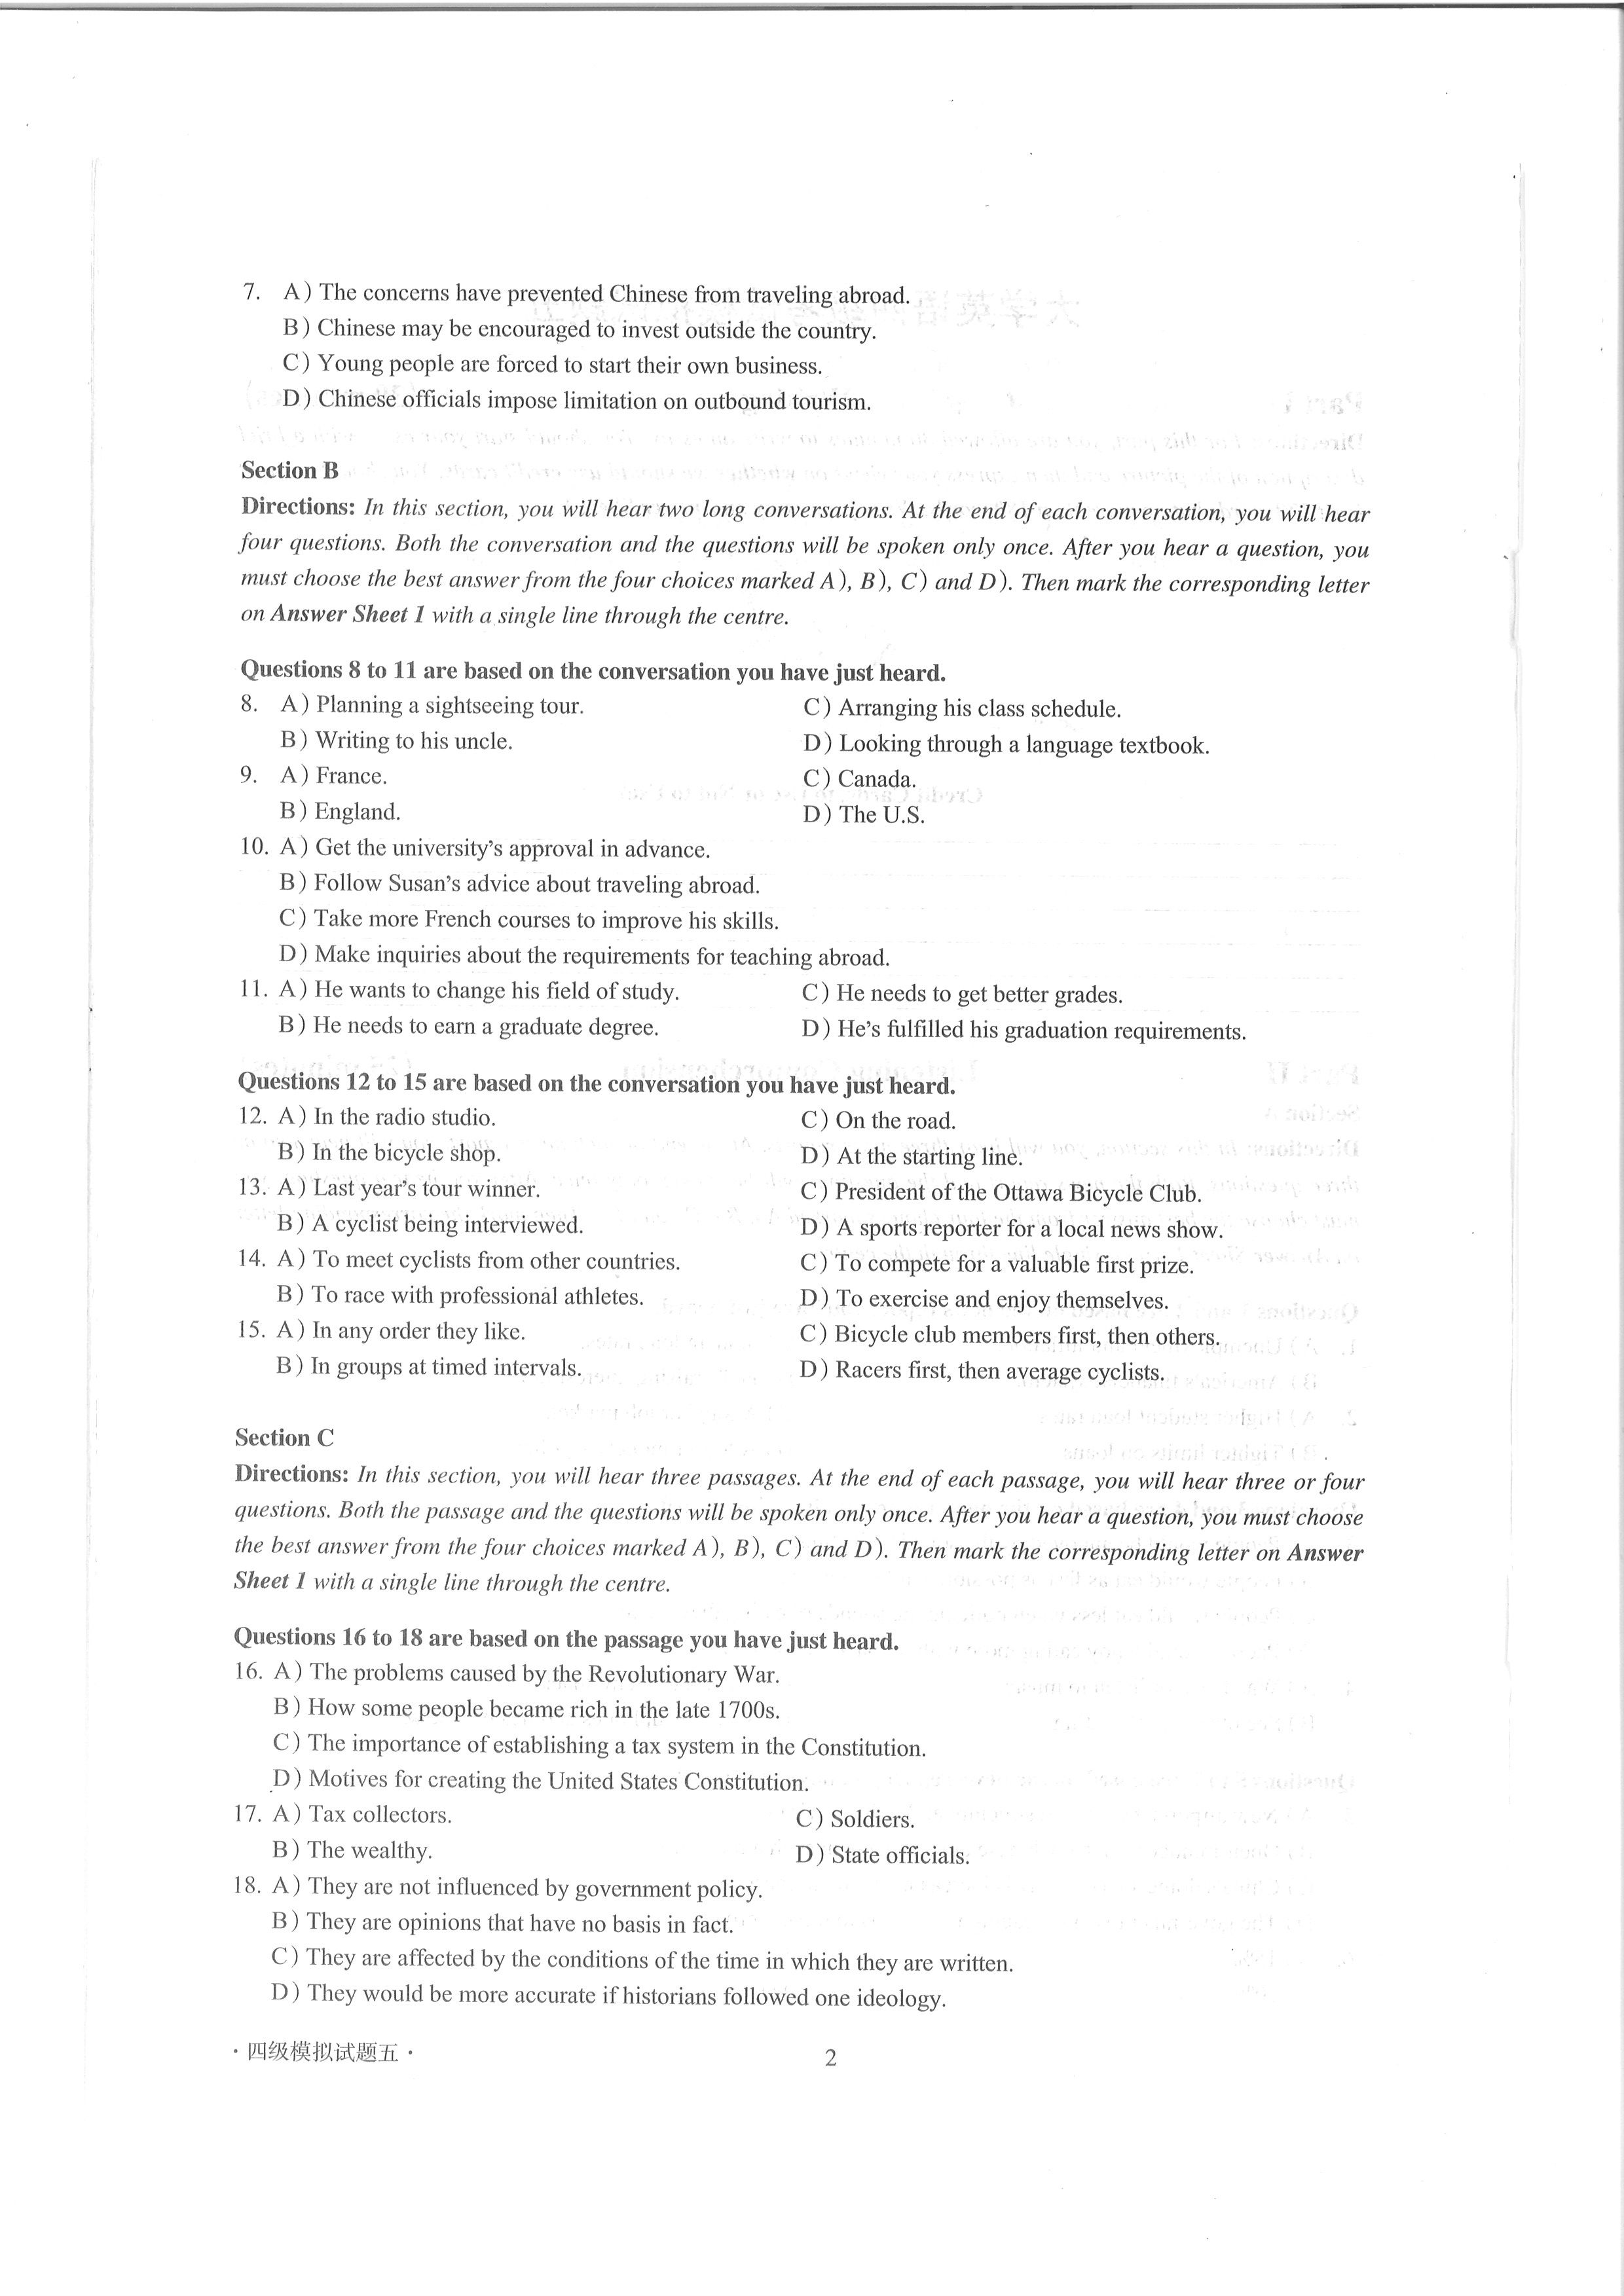 7. A) The concerns have prevented Chinese from traveling abroad.
B) Chinese may be encouraged to invest outside the country.
C) Young people are forced to start their own business.
D) Chinese officials impose limitation on outbound tourism.
Section B
Directions: In this section, you will hear two long conversations. At the end of each conversation, you will hear
four questions. Both the conversation and the questions will be spoken only once. After you hear a question, you
must choose the best answer from the four choices marked A), B), C) and D). Then mark the corresponding letter
on Answer Sheet 1 with a single line through the centre.
Questions 8 to 11 are based on the conversation you have just heard.
8. A) Planning a sightseeing tour. C) Arranging his class schedule.
B) Writing to his uncle. D) Looking through a language textbook.
9. A) France. C) Canada.
B) England. D) The U.S.
10. A) Get the university's approval in advance.
B) Follow Susan's advice about traveling abroad.
C) Take more French courses to improve his skills.
D) Make inquiries about the requirements for teaching abroad.
11. A) He wants to change his field of study. C) He needs to get better grades.
B) He needs to earn a graduate degree. D) He's fulfilled his graduation requirements.
Questions 12 to 15 are based on the conversation you have just heard.
12. A) In the radio studio. C) On the road.
B) In the bicycle shop. D) At the starting line.
13. A) Last year's tour winner. C) President of the Ottawa Bicycle Club.
B) A cyclist being interviewed. D) A sports reporter for a local news show.
14. A) To meet cyclists from other countries. C) To compete for a valuable first prize.
B) To race with professional athletes. D) To exercise and enjoy themselves.
15. A) In any order they like. C) Bicycle club members first, then others.
B) In groups at timed intervals. D) Racers first, then average cyclists.
Section C
Directions: In this section, you will hear three passages. At the end of each passage, you will hear three or four
questions. Both the passage and the questions will be spoken only once. After you hear a question, you must choose
the best answer from the four choices marked A), B), C) and D). Then mark the corresponding letter on Answer
Sheet 1 with a single line through the centre.
Questions 16 to 18 are based on the passage you have just heard.
16. A) The problems caused by the Revolutionary War.
B) How some people became rich in the late 1700s.
C) The importance of establishing a tax system in the Constitution.
D) Motives for creating the United States Constitution.
17. A) Tax collectors. C) Soldiers.
B) The wealthy. D) State officials.
18. A) They are not influenced by government policy.
B) They are opinions that have no basis in fact.
C) They are affected by the conditions of the time in which they are written.
D) They would be more accurate if historians followed one ideology.
·四级模拟试题五· 2